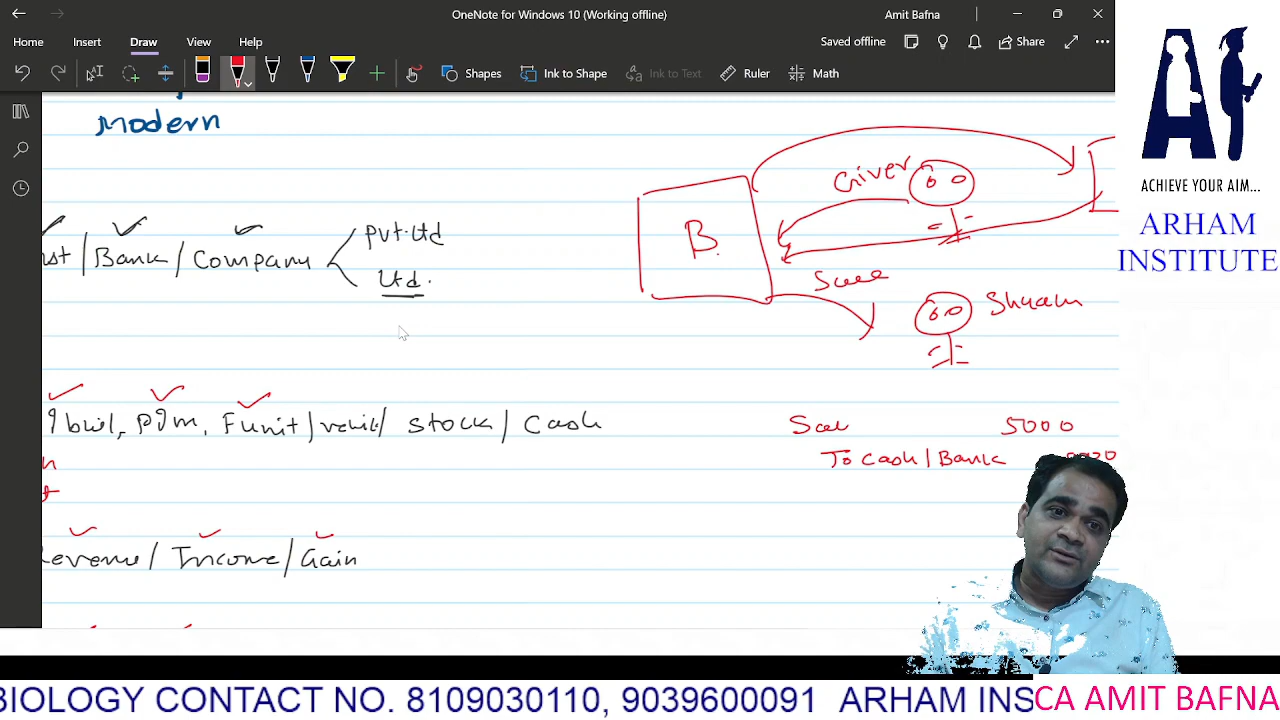 OneNote for Windows 10 (Working offline)
Amit Bafna
Home Insert Draw View Help
Saved offline
Share
Shapes Ink to Shape Ink to Text Ruler Math
Modern
Giver
B
st / Bank / Company
Pvt. Ltd
Ltd.
Shyam
stock / Cash
5000
To Cash / Bank
Revenue / Income / Gain
AI
ACHIEVE YOUR AIM...
ARHAM
INSTITUTE
BIOLOGY CONTACT NO. 8109030110, 9039600091 ARHAM INS
CA AMIT BAFNA